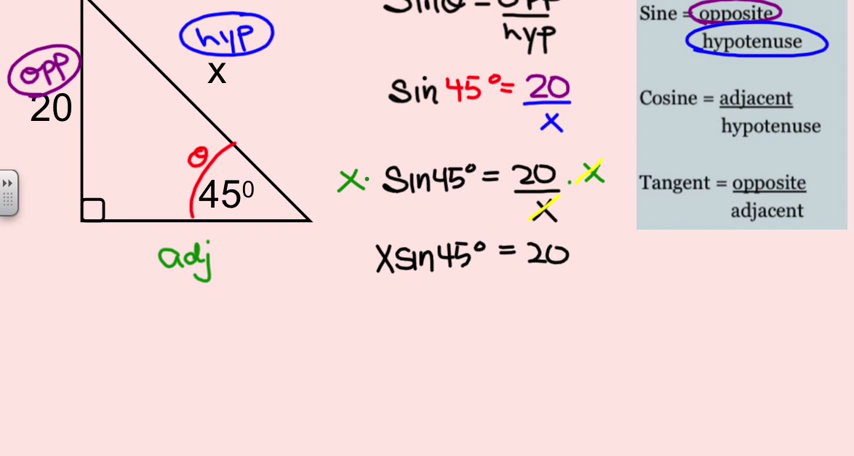 opp
20
hyp
x
θ
45⁰
adj
hyp
Sin 45° = 20
x
x · Sin45° = 20 · x
x
xsin45° = 20
Sine = opposite
hypotenuse
Cosine = adjacent
hypotenuse
Tangent = opposite
adjacent